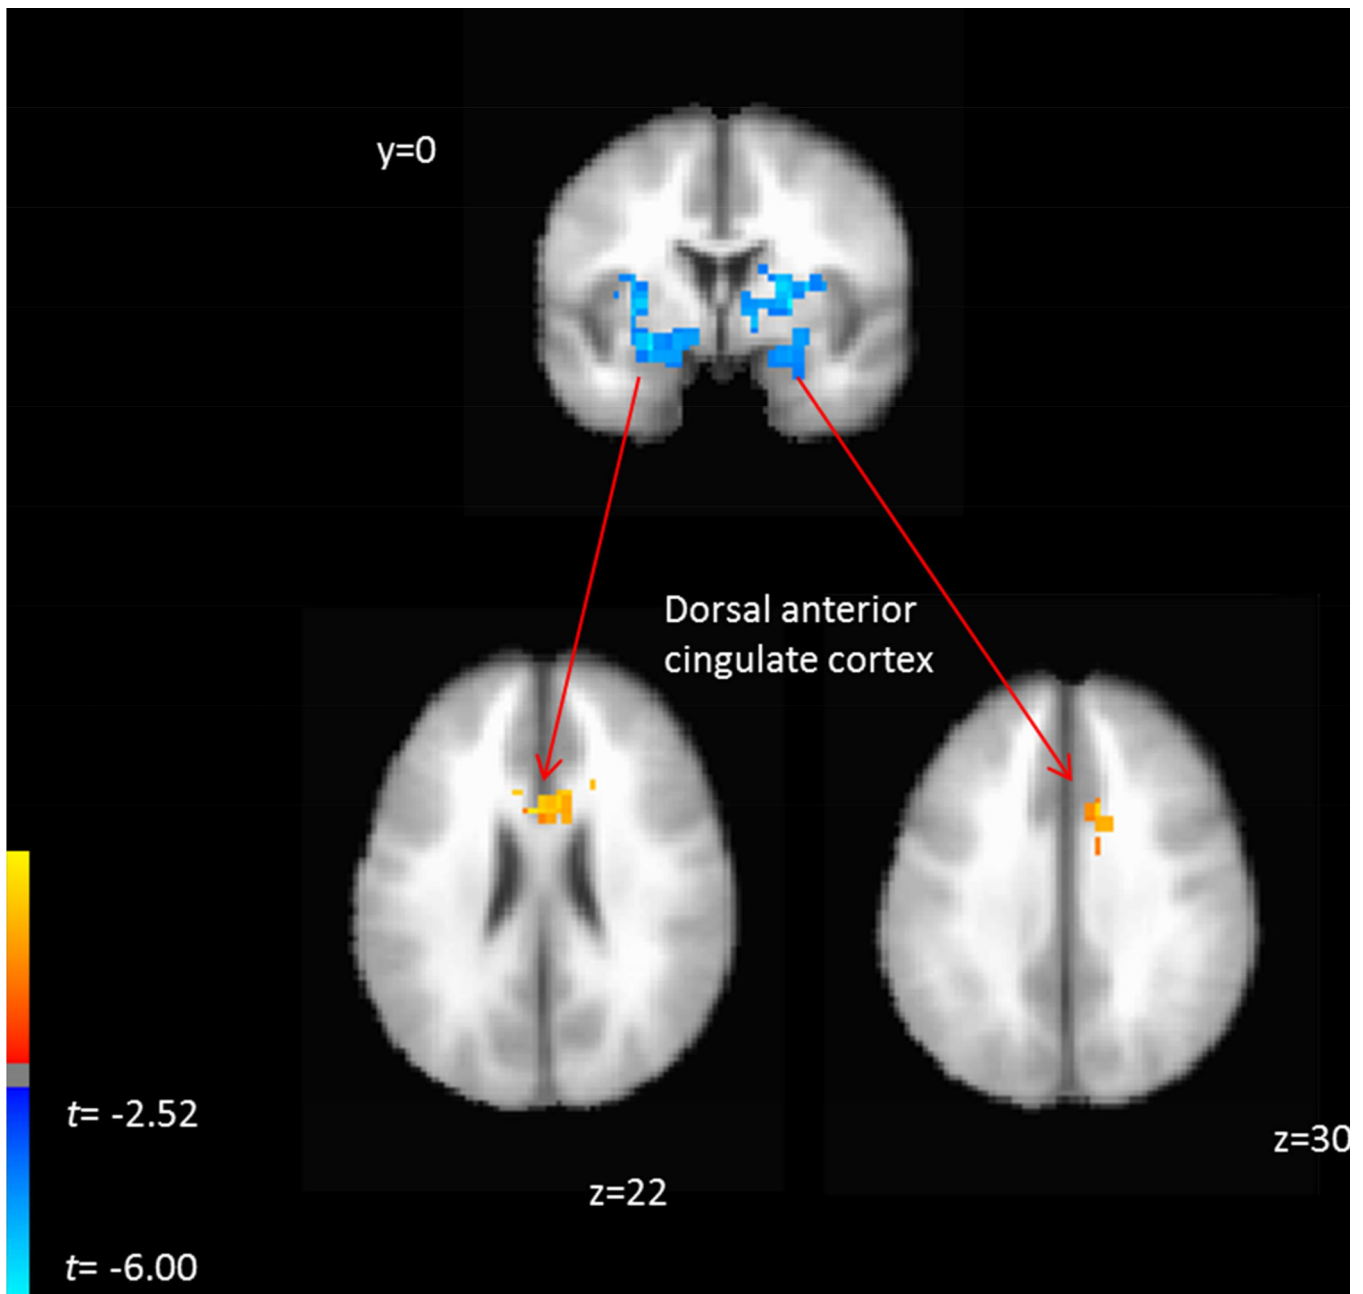 y=0
Dorsal anterior
cingulate cortex
t= -2.52
z=30
z=22
t= -6.00